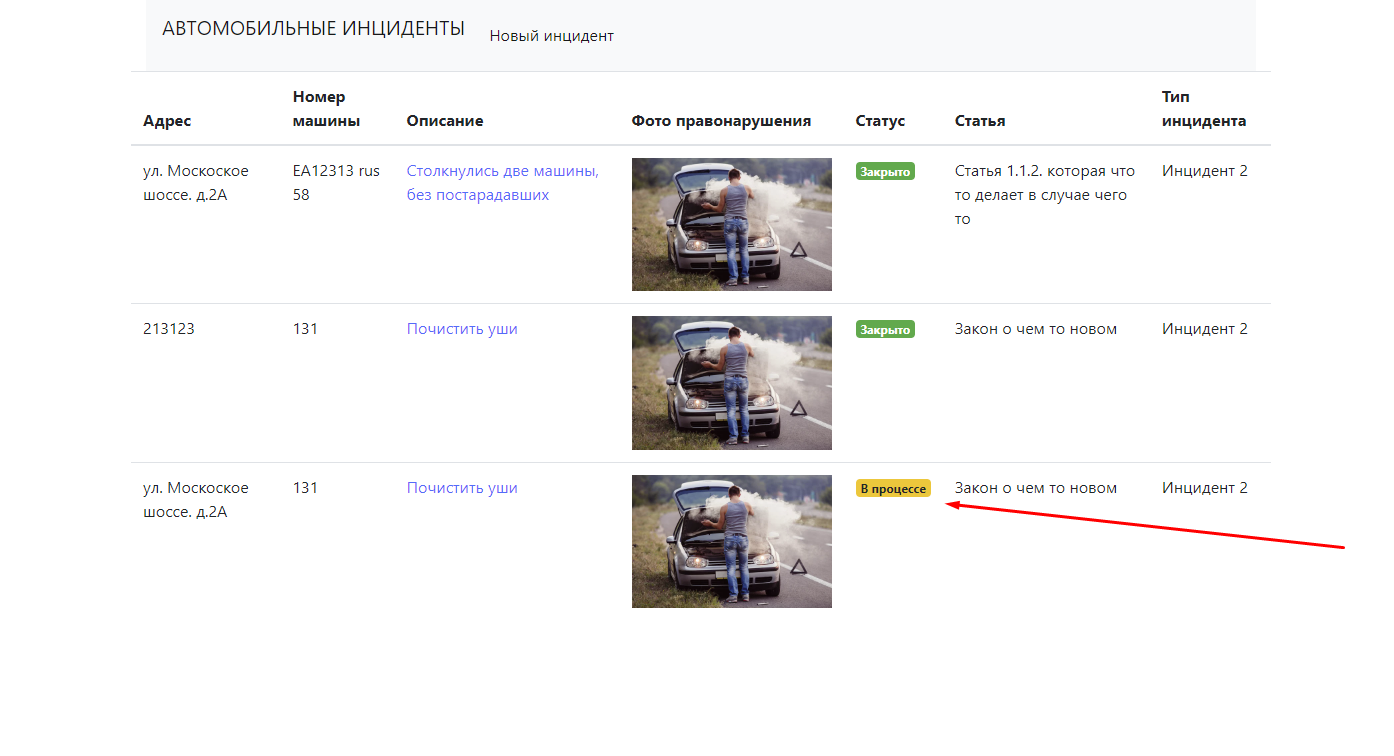 АВТОМОБИЛЬНЫЕ ИНЦИДЕНТЫ
Новый инцидент
Адрес
Номер
машины
Описание
Фото правонарушения
Статус
Статья
Тип
инцидента
ул. Москоское
шоссе. д.2А
EA12313 rus
58
Столкнулись две машины,
без постарадавших
Закрыто
Статья 1.1.2. которая что
то делает в случае чего
то
Инцидент 2
213123
131
Почистить уши
Закрыто
Закон о чем то новом
Инцидент 2
ул. Москоское
шоссе. д.2А
131
Почистить уши
В процессе
Закон о чем то новом
Инцидент 2